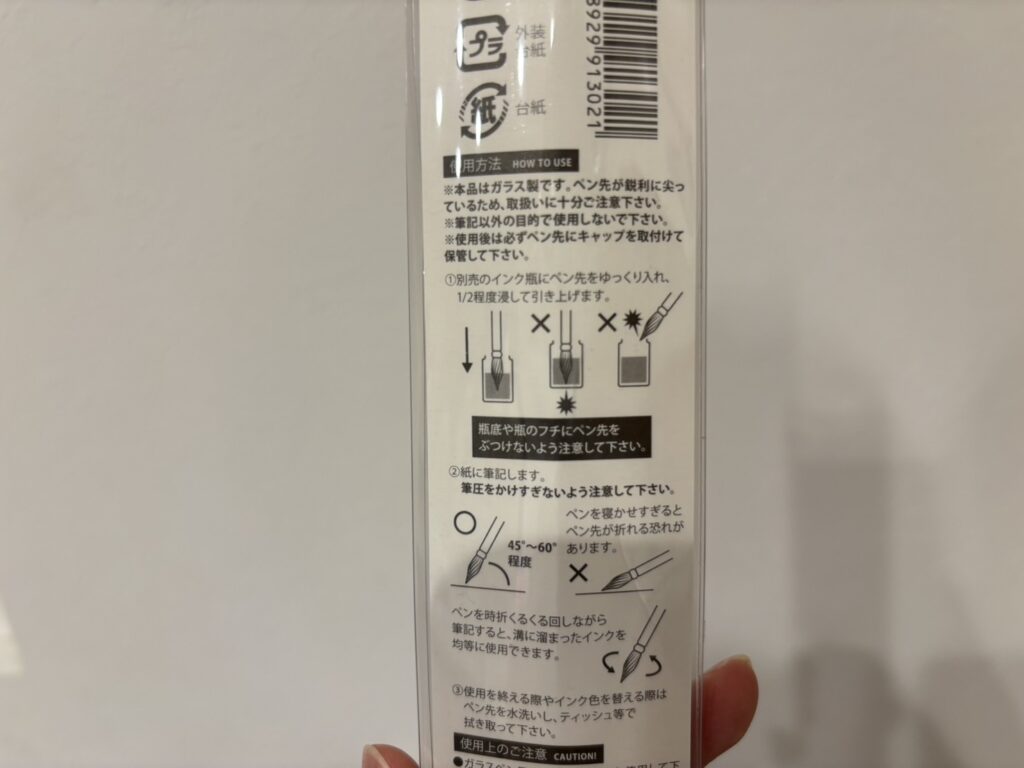 プラ
外装
台紙
紙
台紙
8929 913021
使用方法 HOW TO USE
※本品はガラス製です。ペン先が鋭利に尖っ
ているため、取扱いに十分ご注意下さい。
※筆記以外の目的で使用しないで下さい。
※使用後は必ずペン先にキャップを取付けて
保管して下さい。
①別売のインク瓶にペン先をゆっくり入れ、
1/2程度浸して引き上げます。
瓶底や瓶のフチにペン先を
ぶつけないよう注意して下さい。
②紙に筆記します。
筆圧をかけすぎないよう注意して下さい。
ペンを寝かせすぎると
ペン先が折れる恐れが
あります。
45°～60°
程度
ペンを時折くるくる回しながら
筆記すると、溝に溜まったインクを
均等に使用できます。
③使用を終える際やインク色を替える際は
ペン先を水洗いし、ティッシュ等で
拭き取って下さい。
使用上のご注意 CAUTION!
●ガラスペン